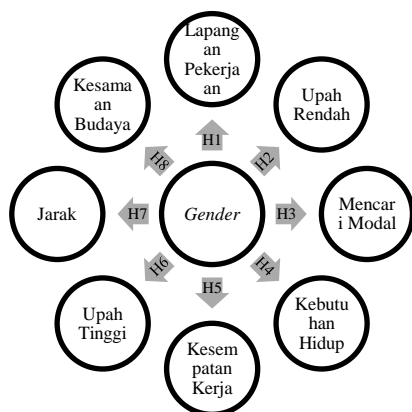 Lapang
an
Pekerja
an
Kesama
an
Budaya
Upah
Rendah
H1
H8
H2
Jarak
H7
Gender
H3
Mencar
i Modal
H6
H4
H5
Upah
Tinggi
Kebutu
han
Hidup
Kesem
patan
Kerja